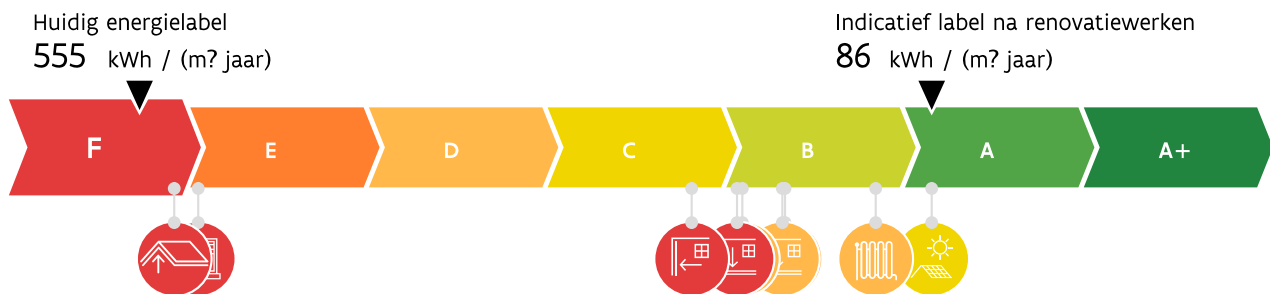 Huidig energielabel
555 kWh / (m? jaar)
Indicatief label na renovatiewerken
86 kWh / (m? jaar)
F
E
D
C
B
A
A+